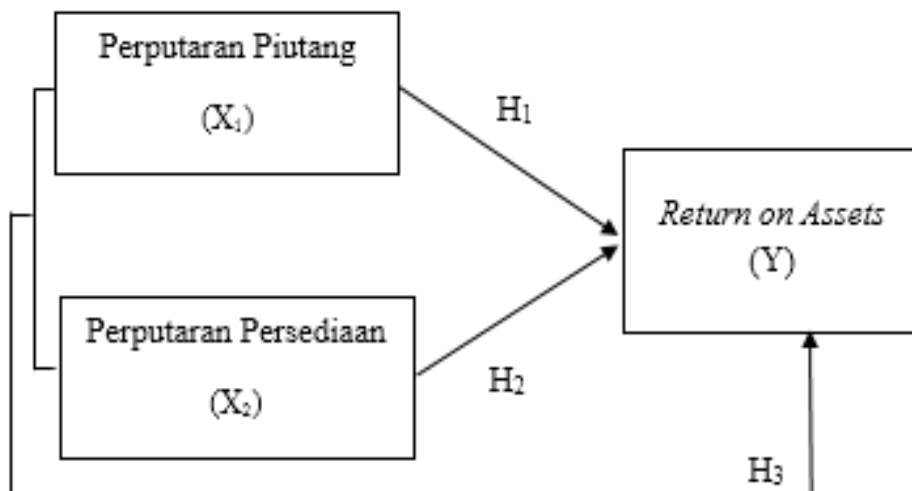 Perputaran Piutang
(X₁)
H₁
Return on Assets
(Y)
Perputaran Persediaan
(X₂)
H₂
H₃